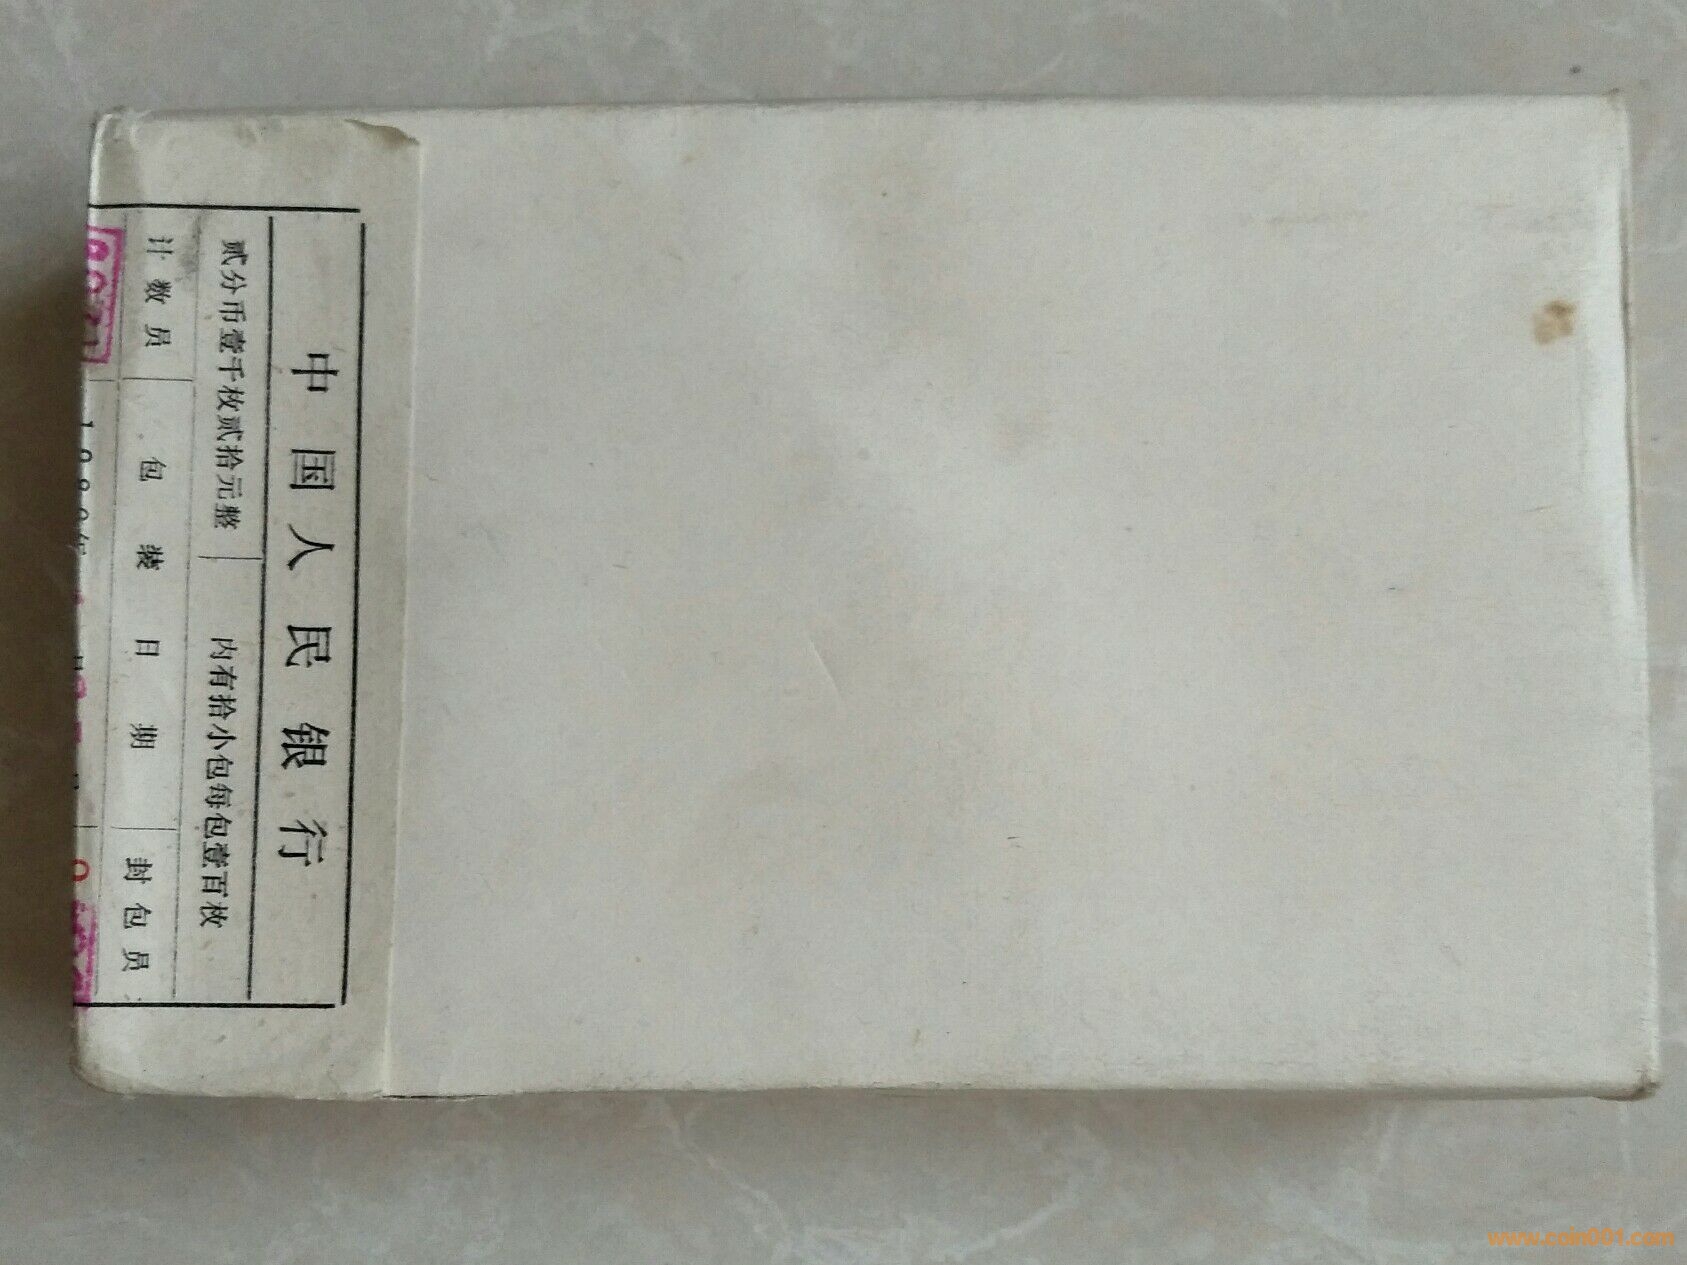 中国人民银行
贰分币壹千枚贰拾元整 内有拾小包每包壹百枚
计数员 包装日期 封包员
www.coin001.com